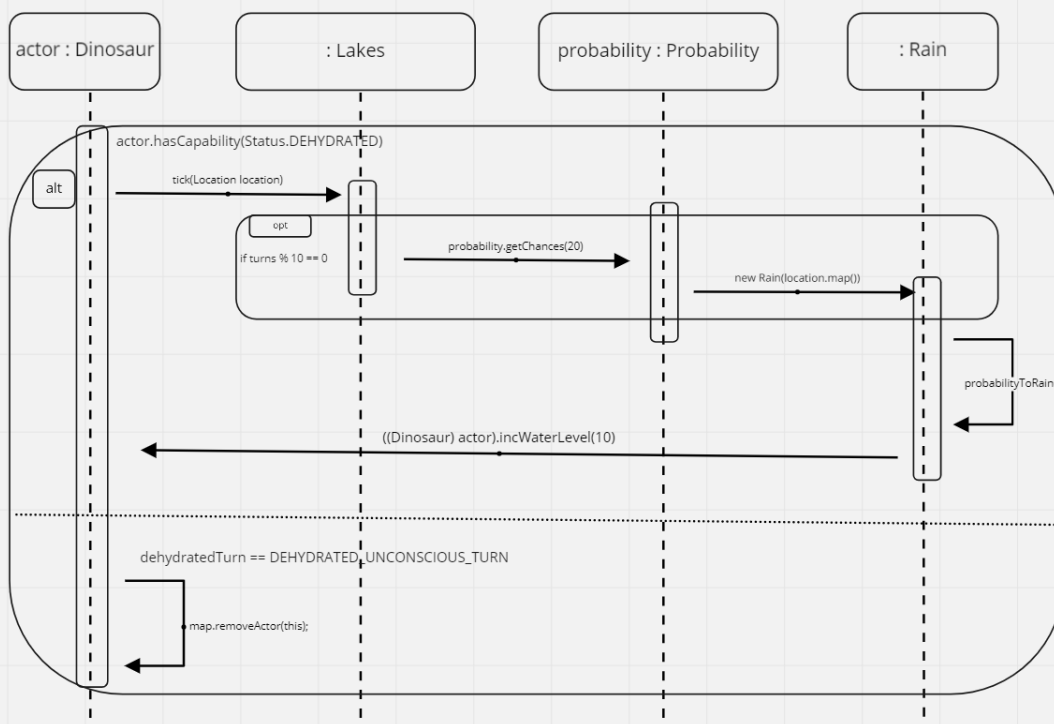 actor : Dinosaur
: Lakes
probability : Probability
: Rain
actor.hasCapability(Status.DEHYDRATED)
alt
tick(Location location)
opt
if turns % 10 == 0
probability.getChances(20)
new Rain(location.map())
probabilityToRain
((Dinosaur) actor).incWaterLevel(10)
dehydratedTurn == DEHYDRATED_UNCONSCIOUS_TURN
map.removeActor(this);